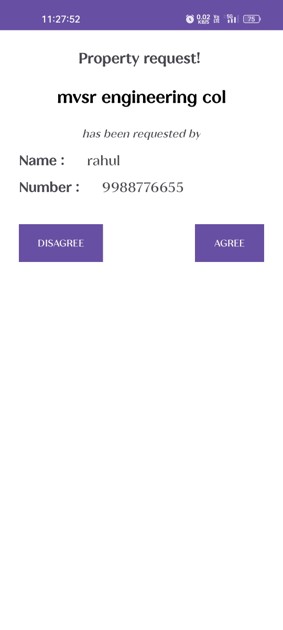 11:27:52 0.02 KB/S 5G 75
Property request!
mvsr engineering col
has been requested by
Name : rahul
Number : 9988776655
DISAGREE AGREE